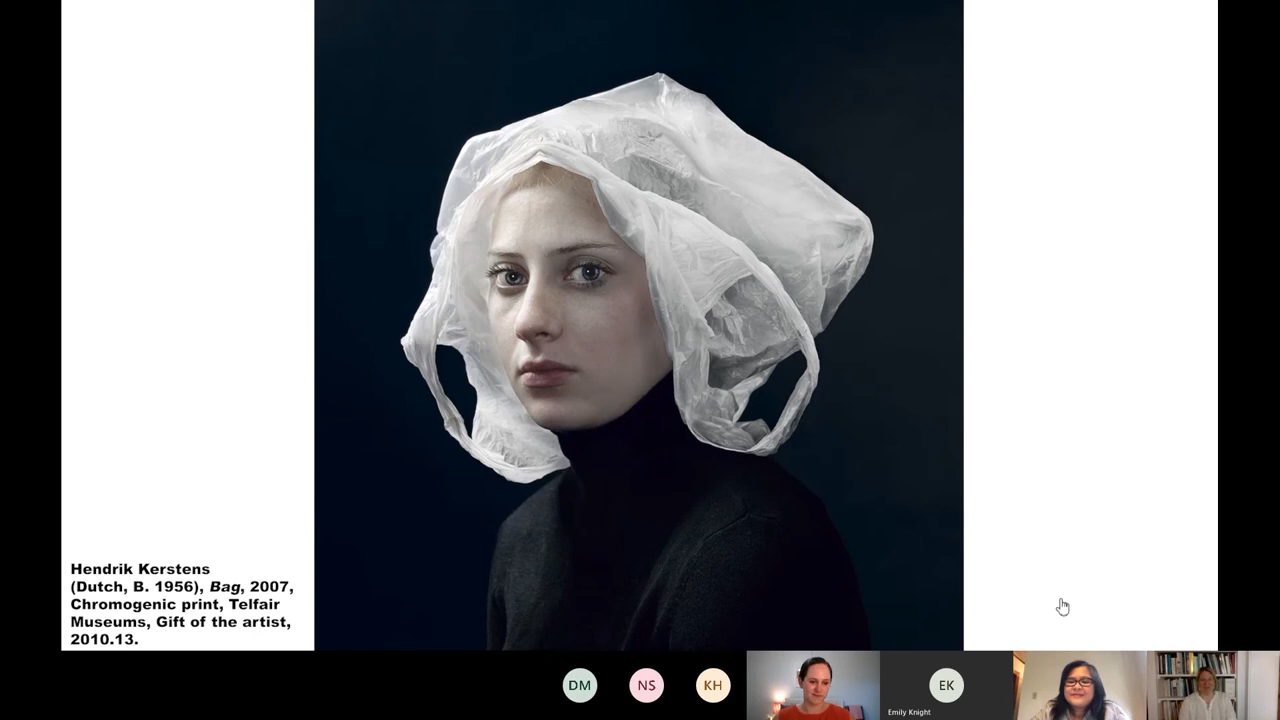 Hendrik Kerstens
(Dutch, B. 1956), Bag, 2007,
Chromogenic print, Telfair
Museums, Gift of the artist,
2010.13.
DM
NS
KH
EK
Emily Knight